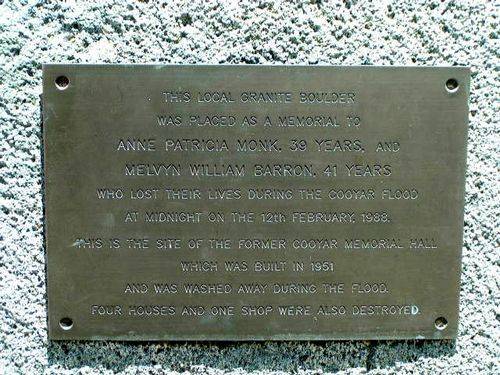 THIS LOCAL GRANITE BOULDER
WAS PLACED AS A MEMORIAL TO
ANNE PATRICIA MONK, 39 YEARS, AND
MELVYN WILLIAM BARRON, 41 YEARS
WHO LOST THEIR LIVES DURING THE COOYAR FLOOD
AT MIDNIGHT ON THE 12th FEBRUARY, 1988.
THIS IS THE SITE OF THE FORMER COOYAR MEMORIAL HALL
WHICH WAS BUILT IN 1951
AND WAS WASHED AWAY DURING THE FLOOD.
FOUR HOUSES AND ONE SHOP WERE ALSO DESTROYED.